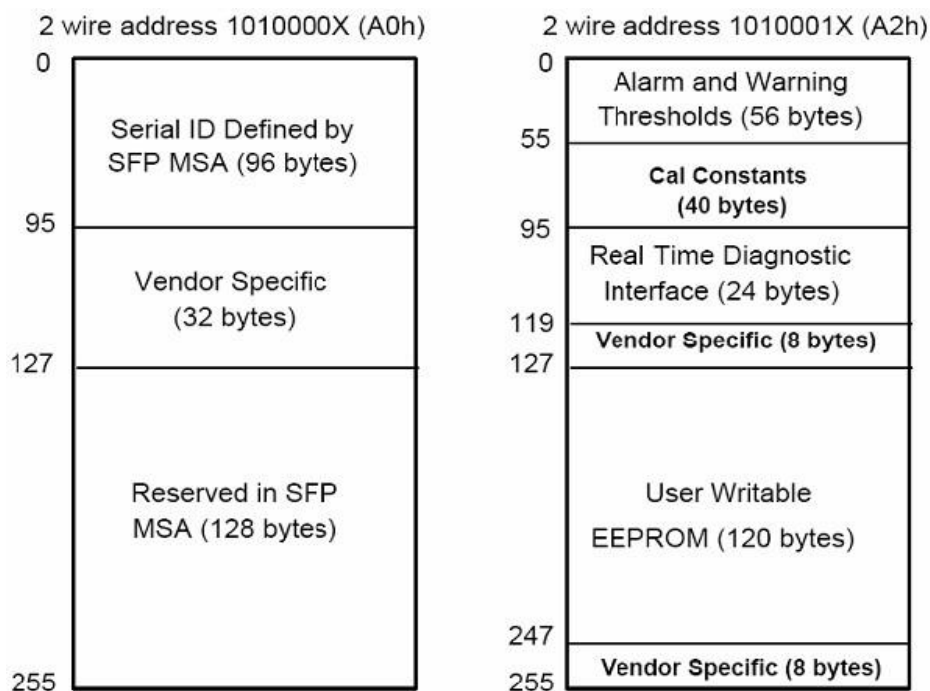 2 wire address 1010000X (A0h)
0
Serial ID Defined by
SFP MSA (96 bytes)
95
Vendor Specific
(32 bytes)
127
Reserved in SFP
MSA (128 bytes)
255
2 wire address 1010001X (A2h)
0
Alarm and Warning
Thresholds (56 bytes)
55
Cal Constants
(40 bytes)
95
Real Time Diagnostic
Interface (24 bytes)
119
Vendor Specific (8 bytes)
127
User Writable
EEPROM (120 bytes)
247
Vendor Specific (8 bytes)
255